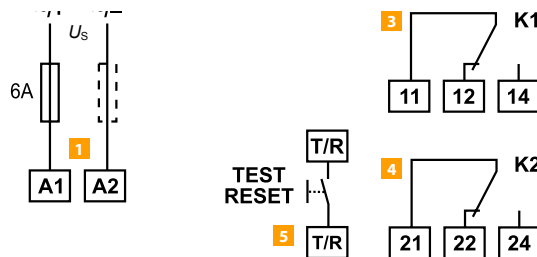 Us
6A
1
A1 A2
T/R
TEST
RESET
5
T/R
3
K1
11 12 14
4
K2
21 22 24